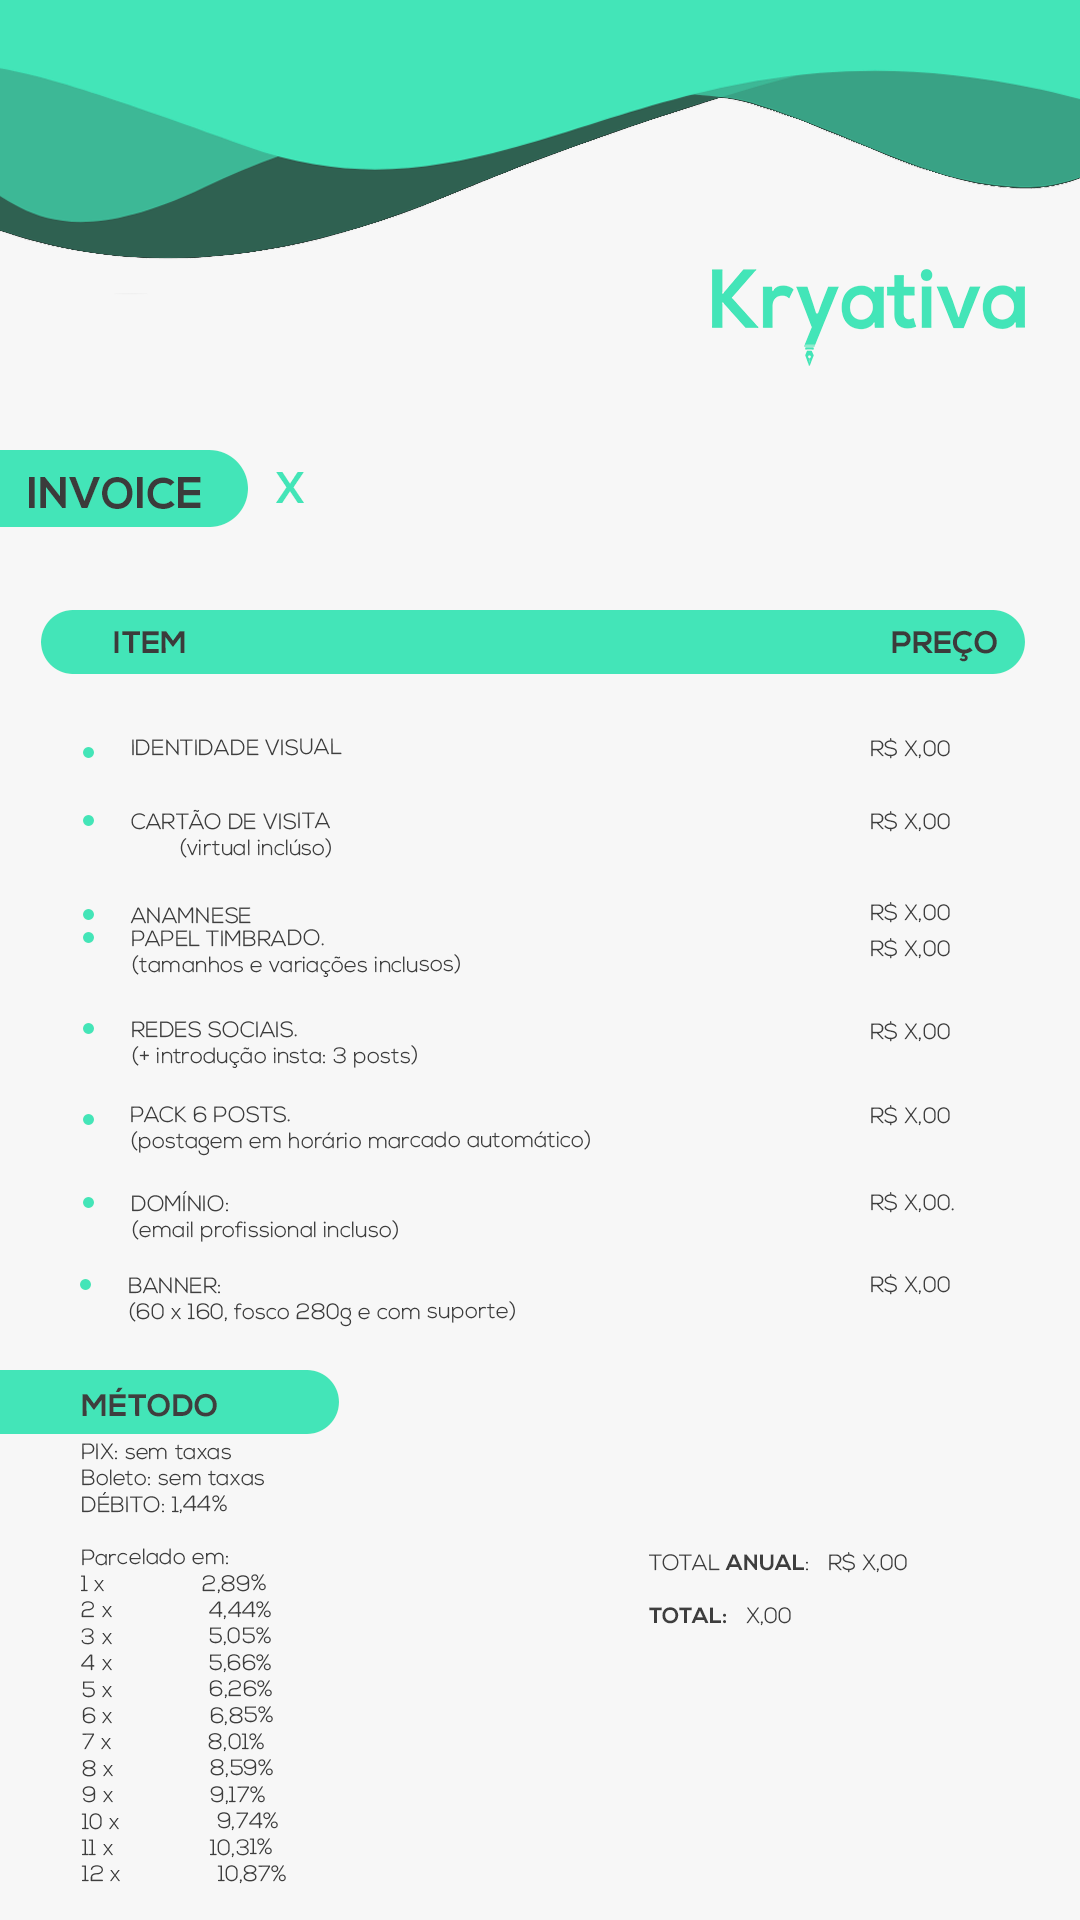 Kryativa
INVOICE X
ITEM PREÇO
IDENTIDADE VISUAL R$ X,00
CARTÃO DE VISITA R$ X,00
(virtual inclúso)
ANAMNESE R$ X,00
PAPEL TIMBRADO. R$ X,00
(tamanhos e variações inclusos)
REDES SOCIAIS. R$ X,00
(+ introdução insta: 3 posts)
PACK 6 POSTS. R$ X,00
(postagem em horário marcado automático)
DOMÍNIO: R$ X,00.
(email profissional incluso)
BANNER: R$ X,00
(60 x 160, fosco 280g e com suporte)
MÉTODO
PIX: sem taxas
Boleto: sem taxas
DÉBITO: 1,44%
Parcelado em:
1 x 2,89%
2 x 4,44%
3 x 5,05%
4 x 5,66%
5 x 6,26%
6 x 6,85%
7 x 8,01%
8 x 8,59%
9 x 9,17%
10 x 9,74%
11 x 10,31%
12 x 10,87%
TOTAL ANUAL: R$ X,00
TOTAL: X,00